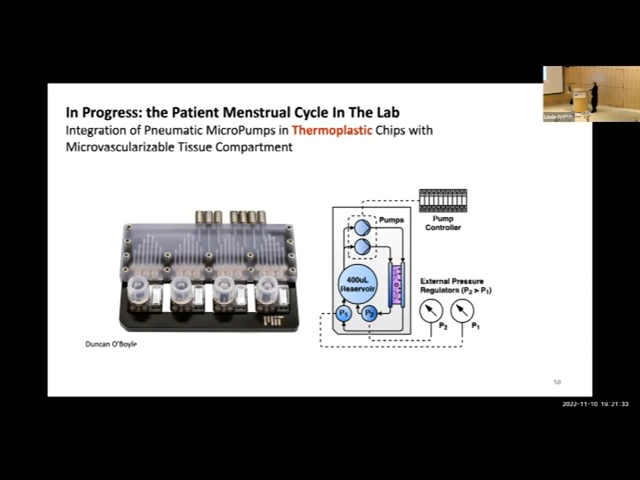 In Progress: the Patient Menstrual Cycle In The Lab
Integration of Pneumatic MicroPumps in Thermoplastic Chips with
Microvascularizable Tissue Compartment
Pumps
Pump
Controller
400uL
Reservoir
External Pressure
Regulators (P₂ > P₁)
P₁
P₂
P₂
P₁
MIT
Duncan O'Boyle
50
2022-11-10 19:21:33